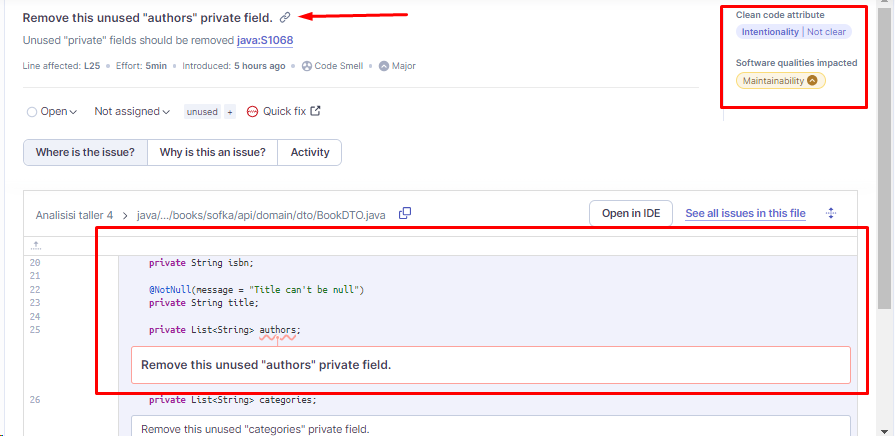 Remove this unused "authors" private field.
Unused "private" fields should be removed java:S1068
Line affected: L25 • Effort: 5min • Introduced: 5 hours ago • Code Smell • Major
Clean code attribute
Intentionality | Not clear
Software qualities impacted
Maintainability
Open Not assigned unused + Quick fix
Where is the issue? Why is this an issue? Activity
Analisisi taller 4 > java/.../books/sofka/api/domain/dto/BookDTO.java Open in IDE See all issues in this file
20 private String isbn;
21
22 @NotNull(message = "Title can't be null")
23 private String title;
24
25 private List<String> authors;
Remove this unused "authors" private field.
26 private List<String> categories;
Remove this unused "categories" private field.